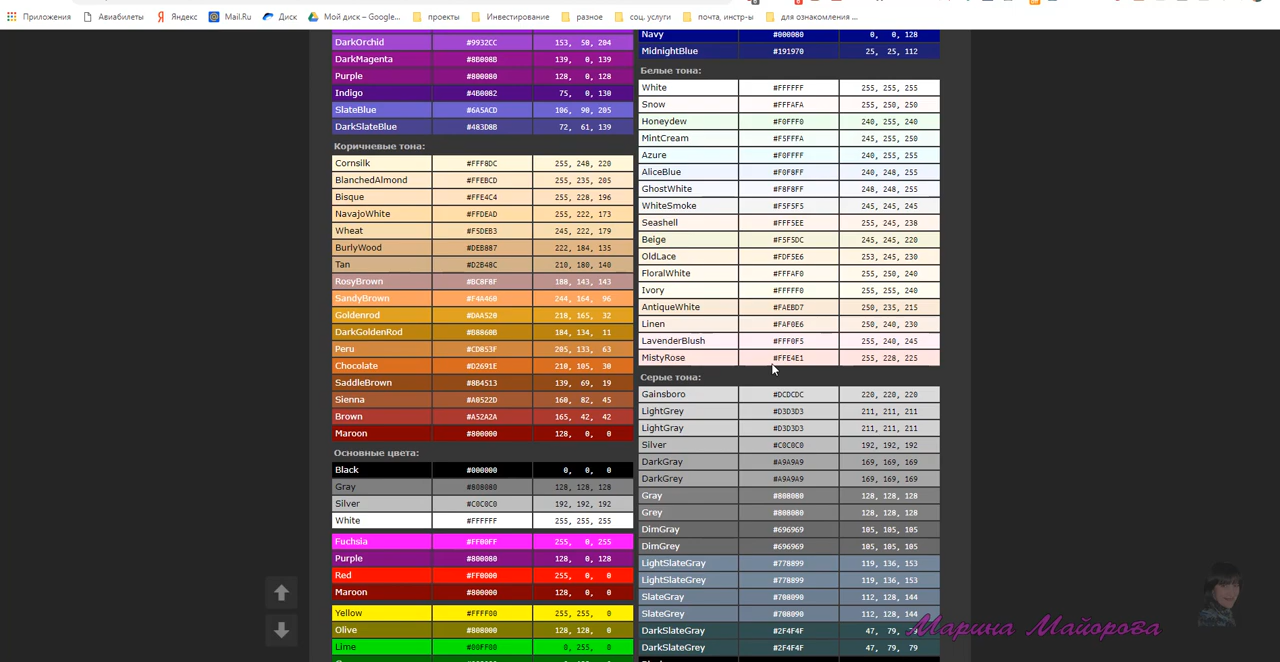 Приложения Авиабилеты Яндекс Mail.Ru Диск Мой диск – Google... проекты Инвестирование разное соц. услуги почта, инстр-ы для ознакомления ...
DarkOrchid #9932CC 153, 50, 204
DarkMagenta #8B008B 139, 0, 139
Purple #800080 128, 0, 128
Indigo #4B0082 75, 0, 130
SlateBlue #6A5ACD 106, 90, 205
DarkSlateBlue #483D8B 72, 61, 139
Коричневые тона:
Cornsilk #FFF8DC 255, 248, 220
BlanchedAlmond #FFEBCD 255, 235, 205
Bisque #FFE4C4 255, 228, 196
NavajoWhite #FFDEAD 255, 222, 173
Wheat #F5DEB3 245, 222, 179
BurlyWood #DEB887 222, 184, 135
Tan #D2B48C 210, 180, 140
RosyBrown #BC8F8F 188, 143, 143
SandyBrown #F4A460 244, 164, 96
Goldenrod #DAA520 218, 165, 32
DarkGoldenRod #B8860B 184, 134, 11
Peru #CD853F 205, 133, 63
Chocolate #D2691E 210, 105, 30
SaddleBrown #8B4513 139, 69, 19
Sienna #A0522D 160, 82, 45
Brown #A52A2A 165, 42, 42
Maroon #800000 128, 0, 0
Основные цвета:
Black #000000 0, 0, 0
Gray #808080 128, 128, 128
Silver #C0C0C0 192, 192, 192
White #FFFFFF 255, 255, 255
Fuchsia #FF00FF 255, 0, 255
Purple #800080 128, 0, 128
Red #FF0000 255, 0, 0
Maroon #800000 128, 0, 0
Yellow #FFFF00 255, 255, 0
Olive #808000 128, 128, 0
Lime #00FF00 0, 255, 0
Navy #000080 0, 0, 128
MidnightBlue #191970 25, 25, 112
Белые тона:
White #FFFFFF 255, 255, 255
Snow #FFFAFA 255, 250, 250
Honeydew #F0FFF0 240, 255, 240
MintCream #F5FFFA 245, 255, 250
Azure #F0FFFF 240, 255, 255
AliceBlue #F0F8FF 240, 248, 255
GhostWhite #F8F8FF 248, 248, 255
WhiteSmoke #F5F5F5 245, 245, 245
Seashell #FFF5EE 255, 245, 238
Beige #F5F5DC 245, 245, 220
OldLace #FDF5E6 253, 245, 230
FloralWhite #FFFAF0 255, 250, 240
Ivory #FFFFF0 255, 255, 240
AntiqueWhite #FAEBD7 250, 235, 215
Linen #FAF0E6 250, 240, 230
LavenderBlush #FFF0F5 255, 240, 245
MistyRose #FFE4E1 255, 228, 225
Серые тона:
Gainsboro #DCDCDC 220, 220, 220
LightGrey #D3D3D3 211, 211, 211
LightGray #D3D3D3 211, 211, 211
Silver #C0C0C0 192, 192, 192
DarkGray #A9A9A9 169, 169, 169
DarkGrey #A9A9A9 169, 169, 169
Gray #808080 128, 128, 128
Grey #808080 128, 128, 128
DimGray #696969 105, 105, 105
DimGrey #696969 105, 105, 105
LightSlateGray #778899 119, 136, 153
LightSlateGrey #778899 119, 136, 153
SlateGray #708090 112, 128, 144
SlateGrey #708090 112, 128, 144
DarkSlateGray #2F4F4F 47, 79, 79
DarkSlateGrey #2F4F4F 47, 79, 79
Марина Майорова